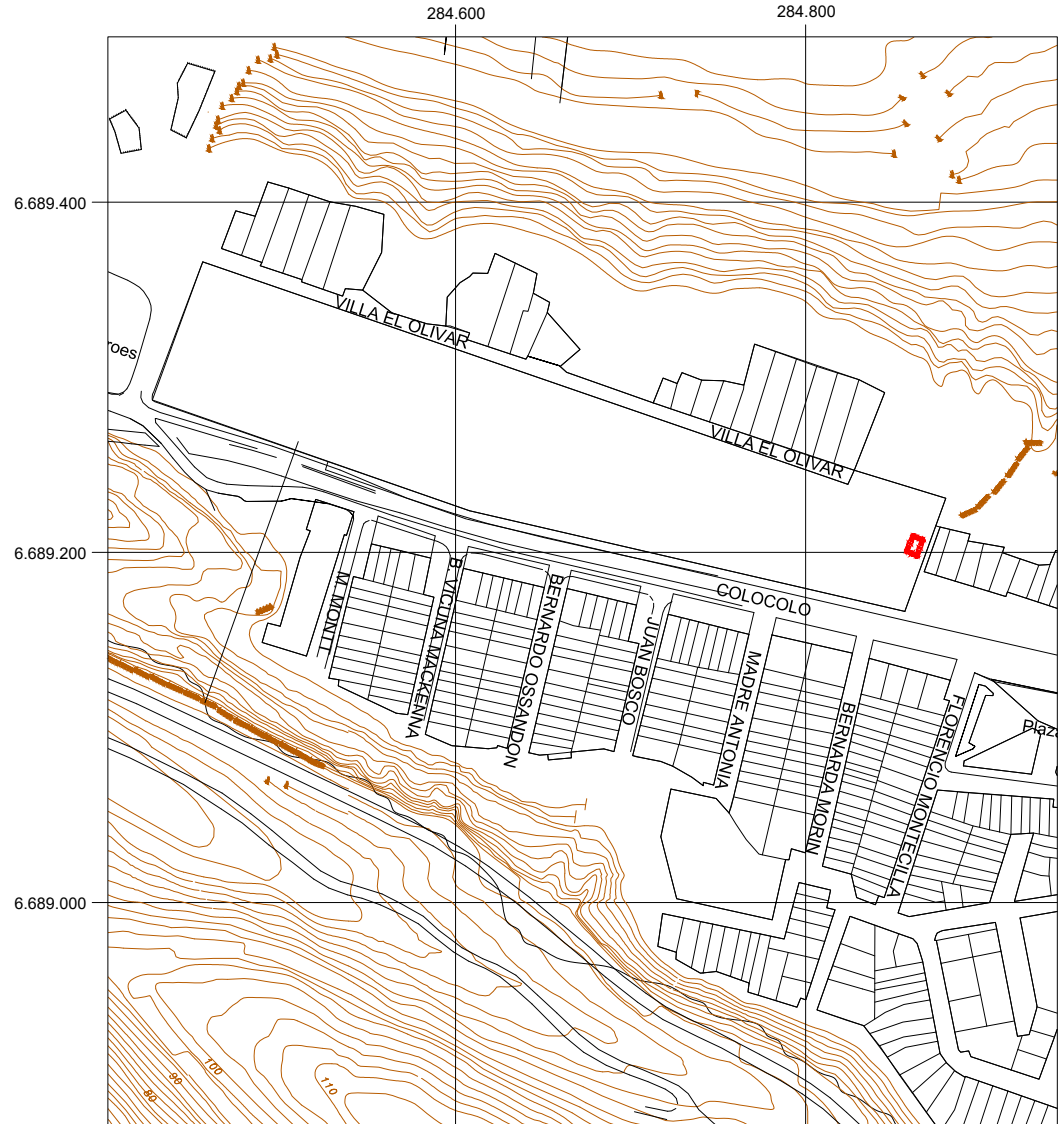 284.600
284.800
6.689.400
VILLA EL OLIVAR
roes
VILLA EL OLIVAR
6.689.200
COLOCOLO
M. MONTT
B. VICUNA MACKENNA
BERNARDO OSSANDON
JUAN BOSCO
MADRE ANTONIA
BERNARDA MORIN
FLORENCIO MONTECILLA
Plaza
6.689.000
100
90
80
110